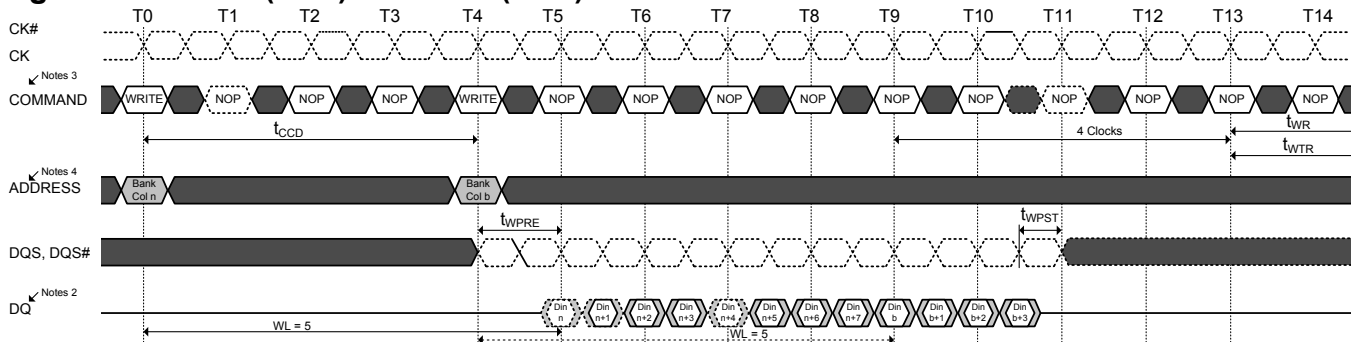 T0 T1 T2 T3 T4 T5 T6 T7 T8 T9 T10 T11 T12 T13 T14
CK#
CK
Notes 3
COMMAND WRITE NOP NOP NOP WRITE NOP NOP NOP NOP NOP NOP NOP NOP NOP NOP
tCCD 4 Clocks tWR
tWTR
Notes 4
ADDRESS Bank Col n Bank Col b
tWPRE tWPST
DQS, DQS#
Notes 2
DQ Din n Din n+1 Din n+2 Din n+3 Din n+4 Din n+5 Din n+6 Din n+7 Din b Din b+1 Din b+2 Din b+3
WL = 5 WL = 5